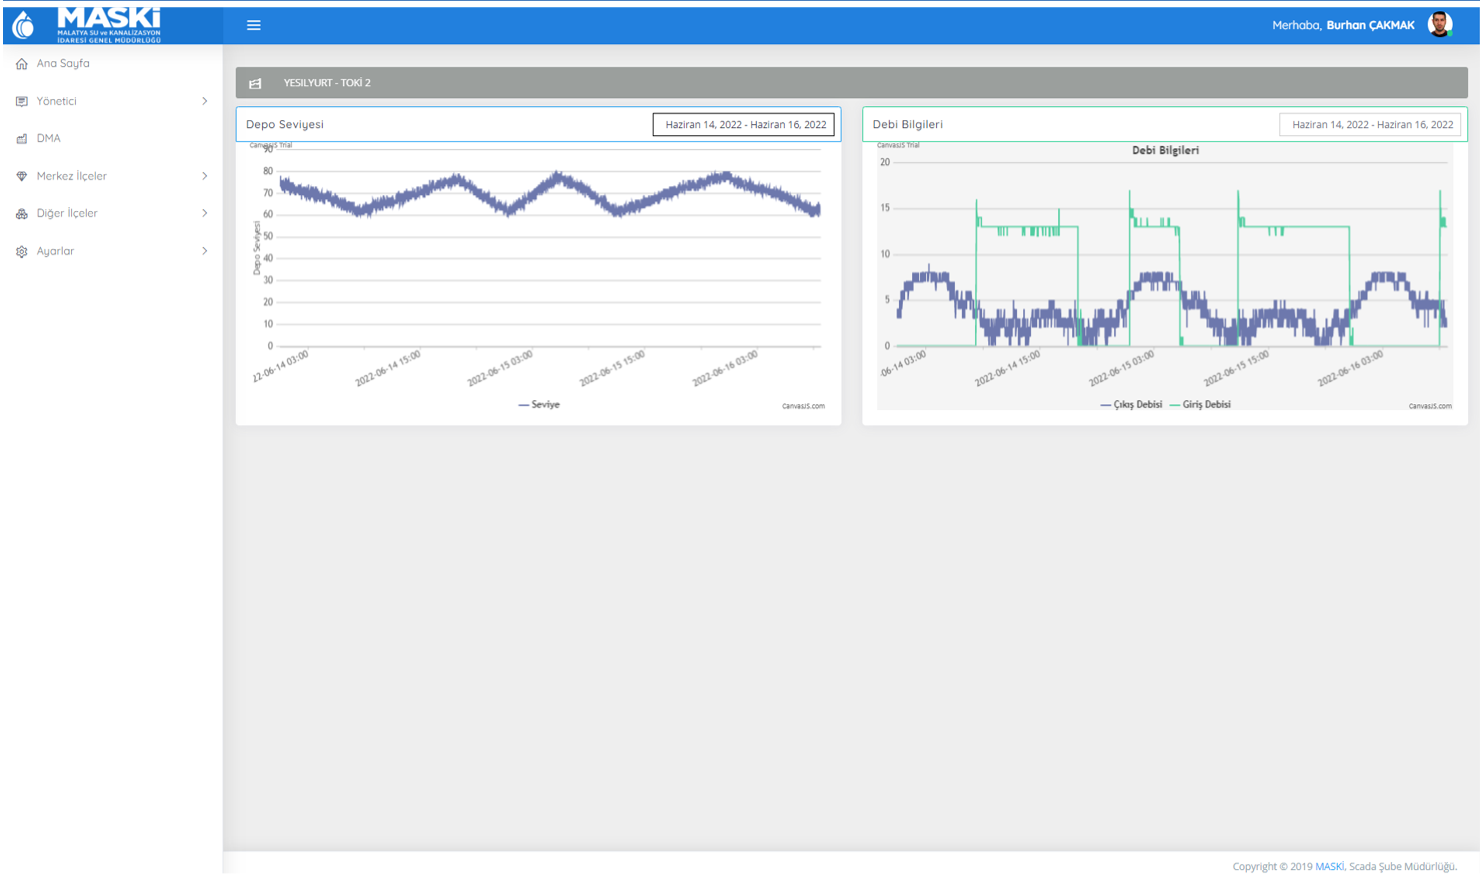 MASKİ
MALATYA SU ve KANALİZASYON
İDARESİ GENEL MÜDÜRLÜĞÜ
Merhaba, Burhan ÇAKMAK
Ana Sayfa
Yönetici
DMA
Merkez İlçeler
Diğer İlçeler
Ayarlar
YESILYURT - TOKİ 2
Depo Seviyesi
Haziran 14, 2022 - Haziran 16, 2022
CanvasJS Trial
90
80
70
60
50
40
30
20
10
0
Depo Seviyesi
22-06-14 03:00
2022-06-14 15:00
2022-06-15 03:00
2022-06-15 15:00
2022-06-16 03:00
Seviye
CanvasJS.com
Debi Bilgileri
Haziran 14, 2022 - Haziran 16, 2022
CanvasJS Trial
Debi Bilgileri
20
15
10
5
0
-06-14 03:00
2022-06-14 15:00
2022-06-15 03:00
2022-06-15 15:00
2022-06-16 03:00
Çıkış Debisi
Giriş Debisi
CanvasJS.com
Copyright © 2019 MASKİ, Scada Şube Müdürlüğü.